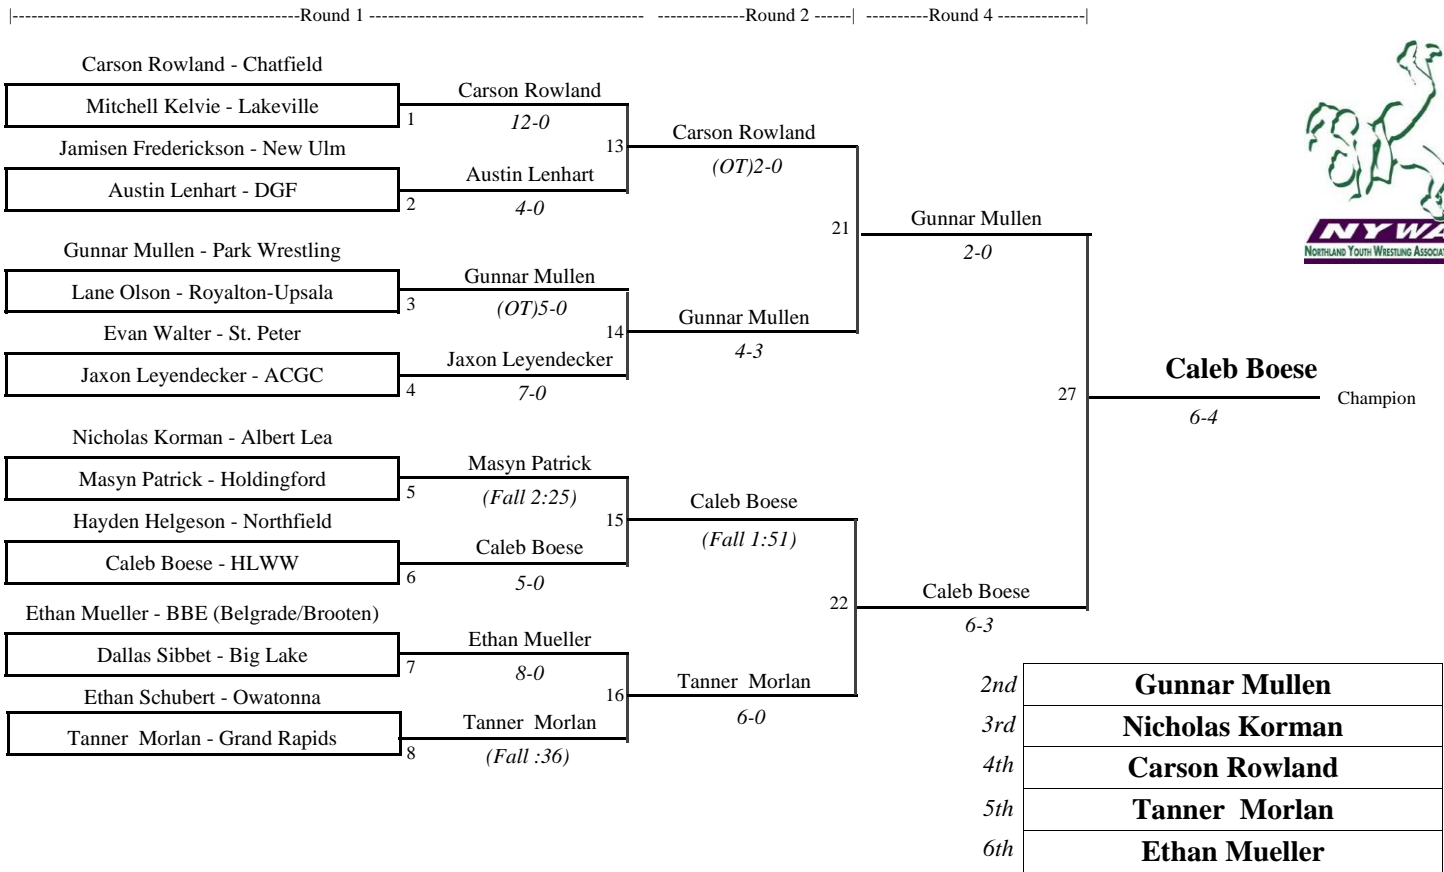 |-------------------------------------------Round 1 ----------------------------------------- --------------Round 2 ------| ----------Round 4 --------------|
Carson Rowland - Chatfield
Mitchell Kelvie - Lakeville
1
Carson Rowland
12-0
Jamisen Frederickson - New Ulm
Austin Lenhart - DGF
2
Austin Lenhart
4-0
13
Carson Rowland
(OT)2-0
Gunnar Mullen - Park Wrestling
Lane Olson - Royalton-Upsala
3
Gunnar Mullen
(OT)5-0
Evan Walter - St. Peter
Jaxon Leyendecker - ACGC
4
Jaxon Leyendecker
7-0
14
Gunnar Mullen
4-3
21
Gunnar Mullen
2-0
Nicholas Korman - Albert Lea
Masyn Patrick - Holdingford
5
Masyn Patrick
(Fall 2:25)
Hayden Helgeson - Northfield
Caleb Boese - HLWW
6
Caleb Boese
5-0
15
Caleb Boese
(Fall 1:51)
Ethan Mueller - BBE (Belgrade/Brooten)
Dallas Sibbet - Big Lake
7
Ethan Mueller
8-0
Ethan Schubert - Owatonna
Tanner Morlan - Grand Rapids
8
Tanner Morlan
(Fall :36)
16
Tanner Morlan
6-0
22
Caleb Boese
6-3
27
Caleb Boese
6-4
Champion
NYWA
NORTHLAND YOUTH WRESTLING
2nd Gunnar Mullen
3rd Nicholas Korman
4th Carson Rowland
5th Tanner Morlan
6th Ethan Mueller